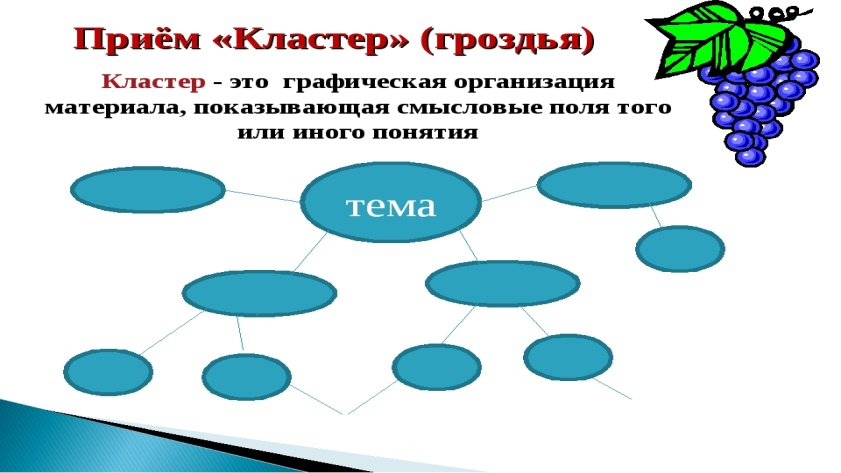 Приём «Кластер» (гроздья)
Кластер - это графическая организация
материала, показывающая смысловые поля того
или иного понятия
тема